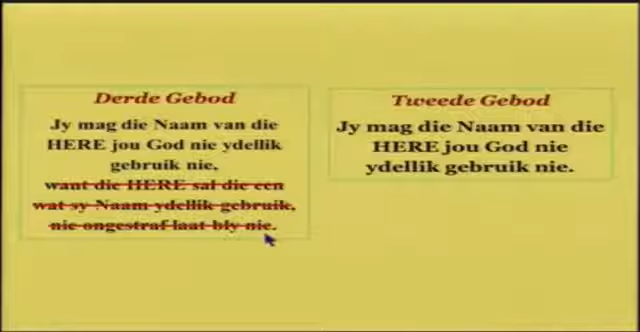 Derde Gebod
Jy mag die Naam van die
HERE jou God nie ydellik
gebruik nie,
want die HERE sal die een
wat sy Naam ydellik gebruik,
nie ongestraf laat bly nie.
Tweede Gebod
Jy mag die Naam van die
HERE jou God nie
ydellik gebruik nie.